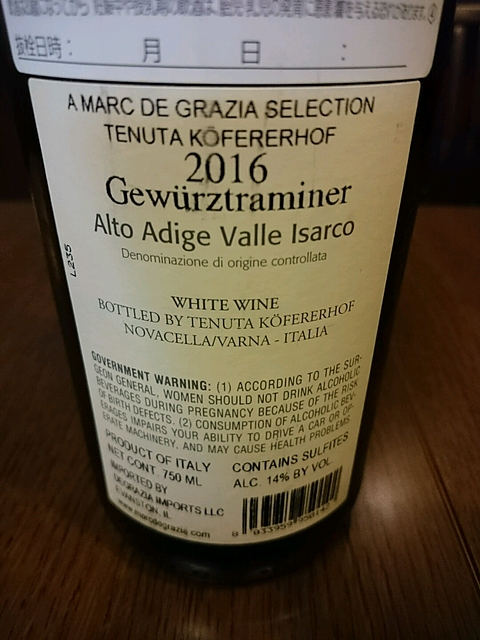 抜栓日時: 月 日 :
A MARC DE GRAZIA SELECTION
TENUTA KÖFERERHOF
2016
Gewürztraminer
Alto Adige Valle Isarco
Denominazione di origine controllata
L235
WHITE WINE
BOTTLED BY TENUTA KÖFERERHOF
NOVACELLA/VARNA - ITALIA
GOVERNMENT WARNING: (1) ACCORDING TO THE SUR-
GEON GENERAL, WOMEN SHOULD NOT DRINK ALCOHOLIC
BEVERAGES DURING PREGNANCY BECAUSE OF THE RISK
OF BIRTH DEFECTS. (2) CONSUMPTION OF ALCOHOLIC BEV-
ERAGES IMPAIRS YOUR ABILITY TO DRIVE A CAR OR OP-
ERATE MACHINERY, AND MAY CAUSE HEALTH PROBLEMS.
PRODUCT OF ITALY
NET CONT. 750 ML
IMPORTED BY
DEGRAZIA IMPORTS LLC
EVANSTON, IL
www.marcdegrazia.com
CONTAINS SULFITES
ALC. 14% BY VOL.